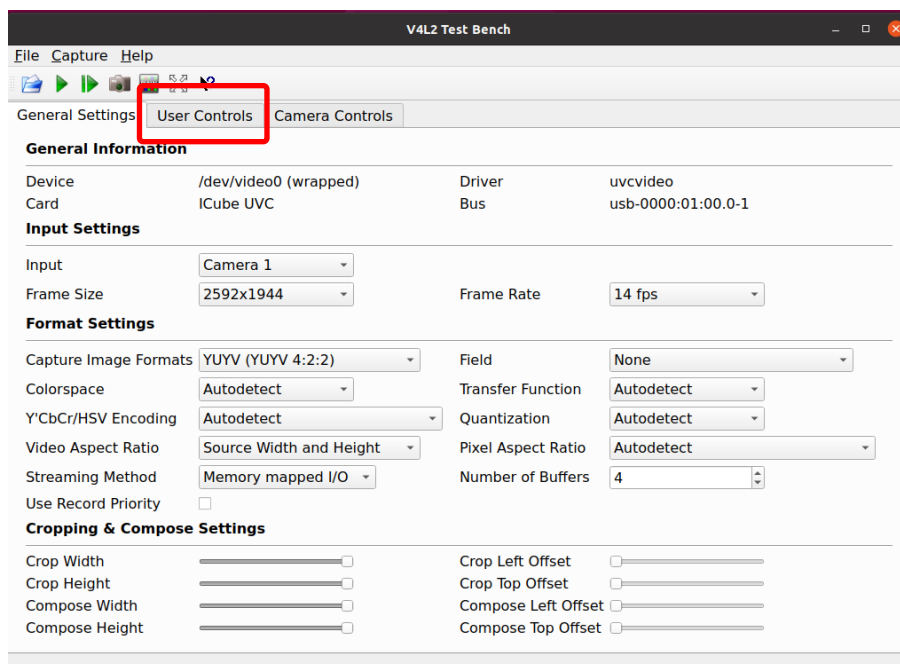 V4L2 Test Bench
File Capture Help
General Settings User Controls Camera Controls
General Information
Device /dev/video0 (wrapped) Driver uvcvideo
Card ICube UVC Bus usb-0000:01:00.0-1
Input Settings
Input Camera 1
Frame Size 2592x1944 Frame Rate 14 fps
Format Settings
Capture Image Formats YUYV (YUYV 4:2:2) Field None
Colorspace Autodetect Transfer Function Autodetect
Y'CbCr/HSV Encoding Autodetect Quantization Autodetect
Video Aspect Ratio Source Width and Height Pixel Aspect Ratio Autodetect
Streaming Method Memory mapped I/O Number of Buffers 4
Use Record Priority
Cropping & Compose Settings
Crop Width Crop Left Offset
Crop Height Crop Top Offset
Compose Width Compose Left Offset
Compose Height Compose Top Offset